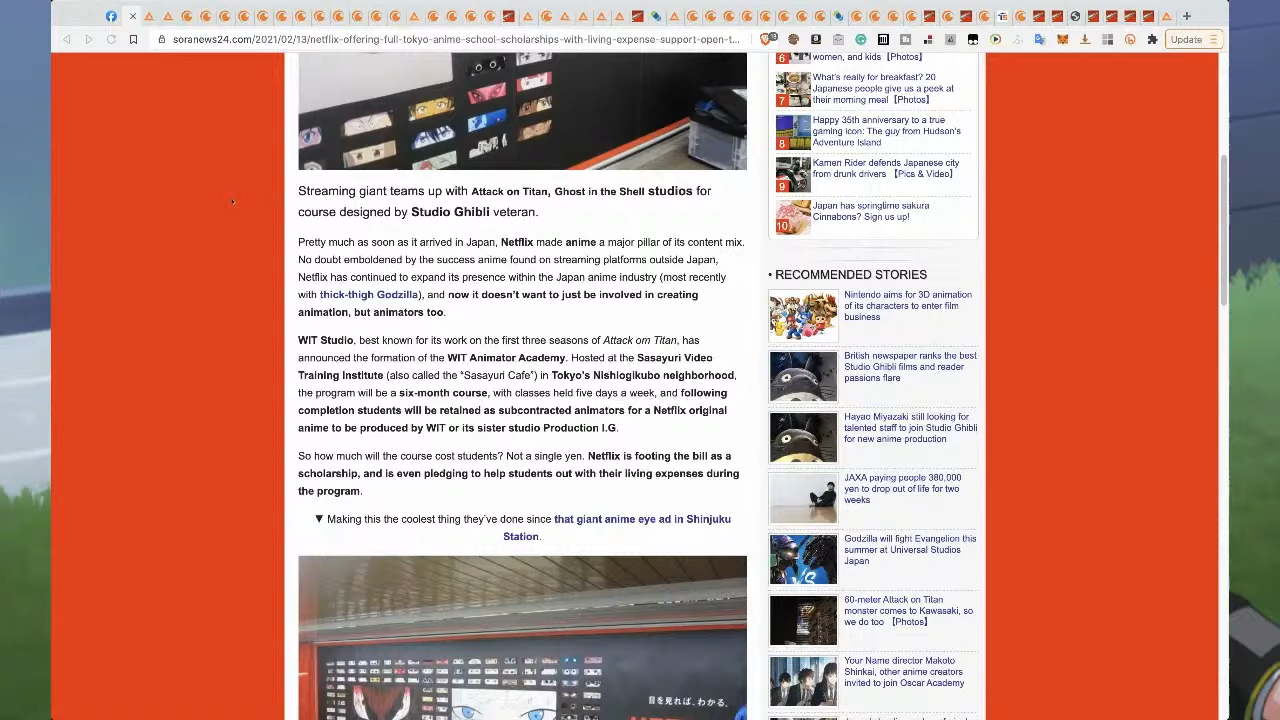 soranews24.com/2021/02/13/netflix-offering-full-tokyo-anime-school-scholarships-with-living-expense-support-open-t...
13
Update
Streaming giant teams up with Attack on Titan, Ghost in the Shell studios for
course designed by Studio Ghibli veteran.
Pretty much as soon as it arrived in Japan, Netflix made anime a major pillar of its content mix.
No doubt emboldened by the success anime found on streaming platforms outside Japan,
Netflix has continued to expand its presence within the Japan anime industry (most recently
with thick-thigh Godzilla), and now it doesn't want to just be involved in creating
animation, but animators too.
WIT Studio, known for its work on the first three seasons of Attack on Titan, has
announced plans for the WIT Animator Academy. Hosted at the Sasayuri Video
Training Institute (also called the "Sasayuri Cafe") in Tokyo's Nishiogikubo neighborhood,
the program will be a six-month course, with classes held five days a week, and following
completion students will be hired as in-between animators for a Netflix original
anime to be produced by WIT or its sister studio Production I.G.
So how much will the course cost students? Not a single yen. Netflix is footing the bill as a
scholarship, and is even pledging to help students out with their living expenses during
the program.
▼ Making this the coolest thing they've done since that giant anime eye ad in Shinjuku
Station.
目を見れば、わかる。
6
women, and kids【Photos】
7
What's really for breakfast? 20
Japanese people give us a peek at
their morning meal【Photos】
8
Happy 35th anniversary to a true
gaming icon: The guy from Hudson's
Adventure Island
9
Kamen Rider defends Japanese city
from drunk drivers 【Pics & Video】
10
Japan has springtime sakura
Cinnabons? Sign us up!
• RECOMMENDED STORIES
Nintendo aims for 3D animation
of its characters to enter film
business
British newspaper ranks the best
Studio Ghibli films and reader
passions flare
Hayao Miyazaki still looking for
talented staff to join Studio Ghibli
for new anime production
JAXA paying people 380,000
yen to drop out of life for two
weeks
Godzilla will fight Evangelion this
summer at Universal Studios
Japan
VS
60-meter Attack on Titan
monster comes to Kawasaki, so
we do too 【Photos】
Your Name director Makoto
Shinkai, other anime creators
invited to join Oscar Academy